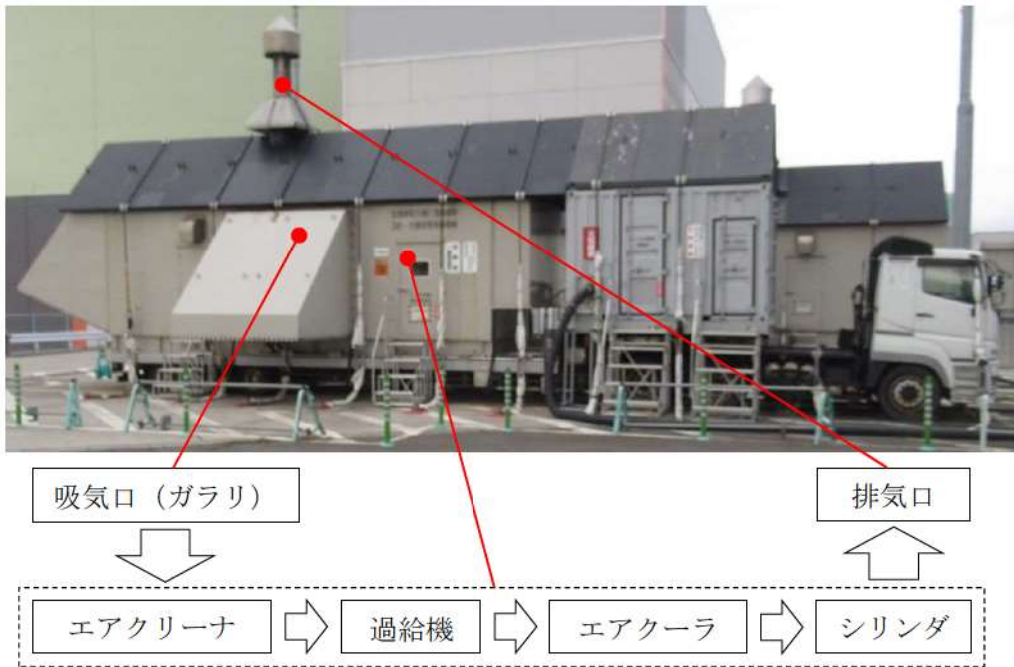 吸気口（ガラリ）
排気口
エアクリーナ
過給機
エアクーラ
シリンダ